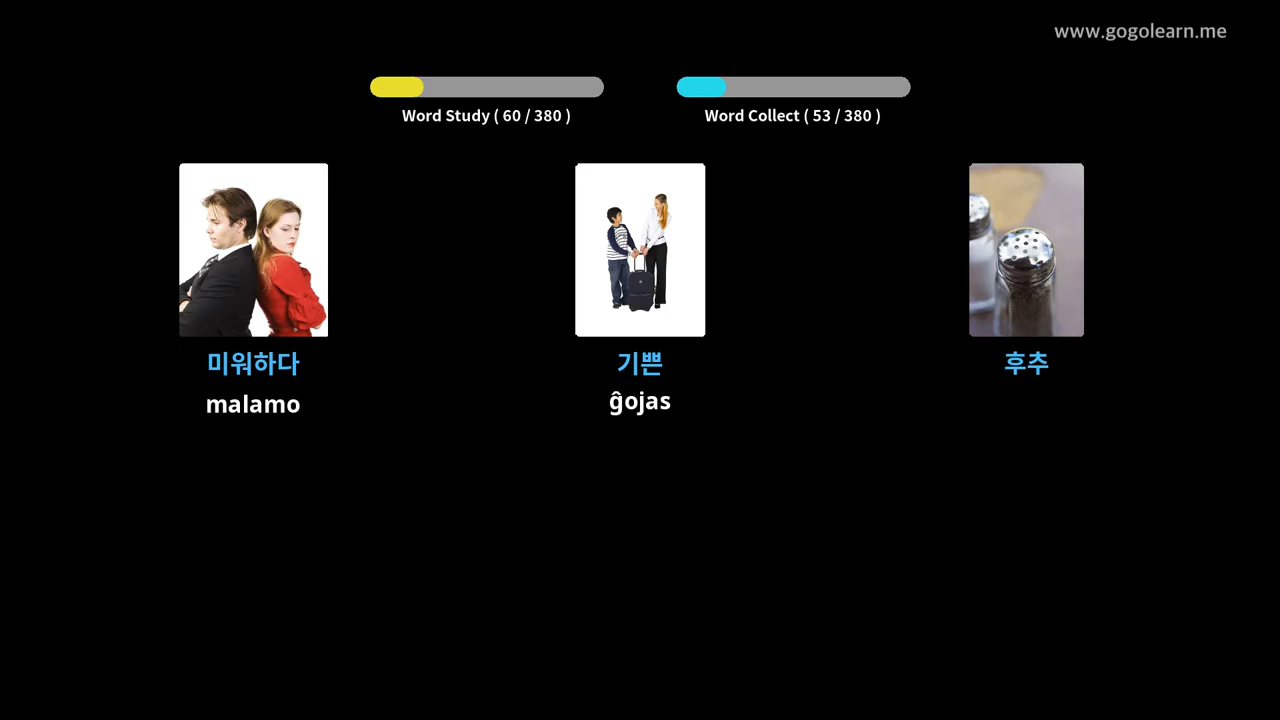 www.gogolearn.me
Word Study ( 60 / 380 )
Word Collect ( 53 / 380 )
미워하다
기쁜
후추
malamo
ĝojas